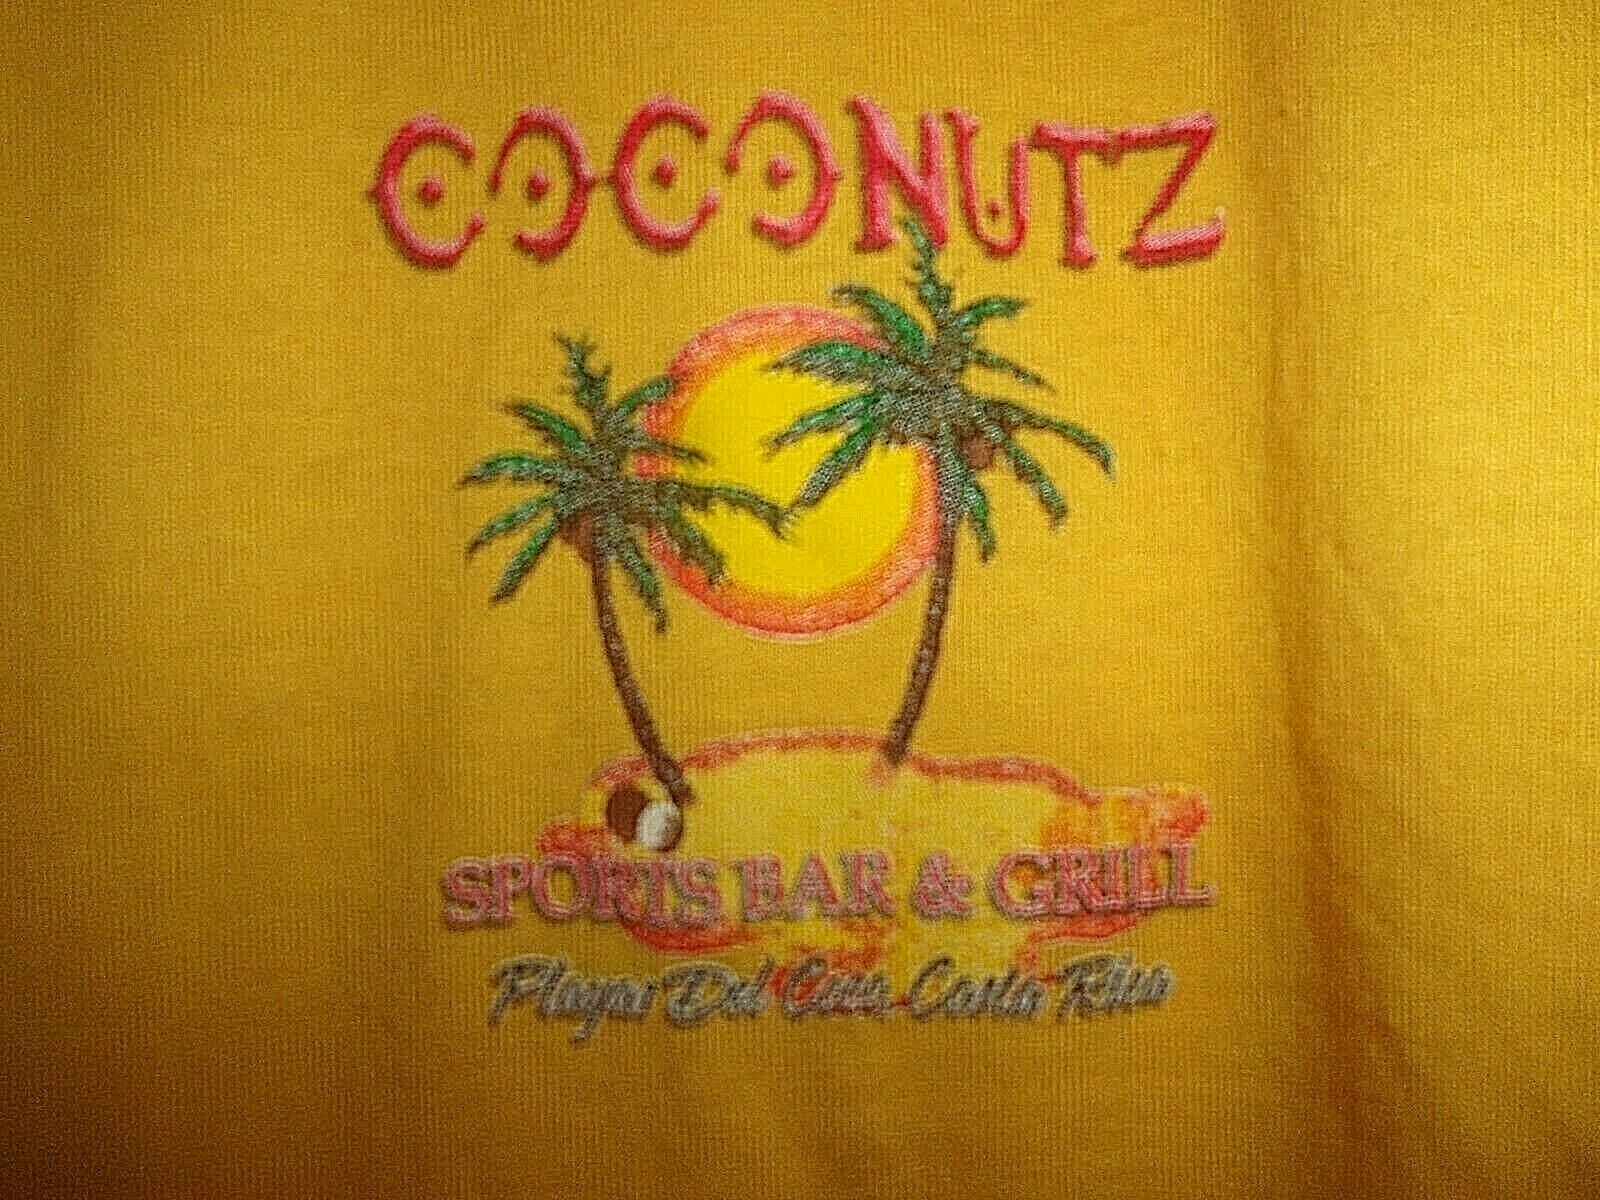 COCONUTZ
SPORTS BAR & GRILL
Playas Del Coco, Costa Rica